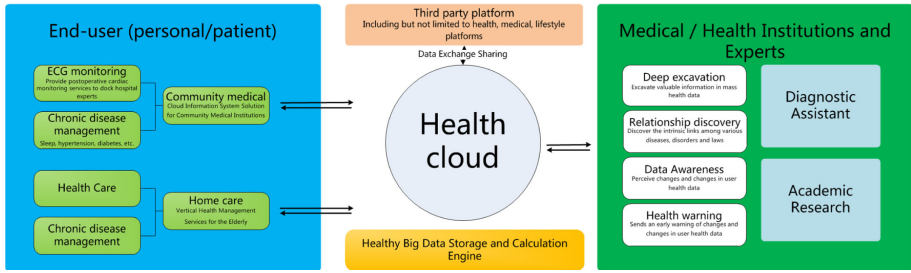 End-user (personal/patient)
ECG monitoring
Provide postoperative cardiac
monitoring services to dock hospital
experts
Chronic disease
management
Sleep, hypertension, diabetes, etc.
Community medical
Cloud Information System Solution
for Community Medical Institutions
Health Care
Chronic disease
management
Home care
Vertical Health Management
Services for the Elderly
Third party platform
Including but not limited to health, medical, lifestyle
platforms
Data Exchange Sharing
Health
cloud
Healthy Big Data Storage and Calculation
Engine
Medical / Health Institutions and
Experts
Deep excavation
Excavate valuable information in mass
health data
Relationship discovery
Discover the intrinsic links among various
diseases, disorders and laws
Data Awareness
Perceive changes and changes in user
health data
Health warning
Sends an early warning of changes and
changes in user health data
Diagnostic
Assistant
Academic
Research